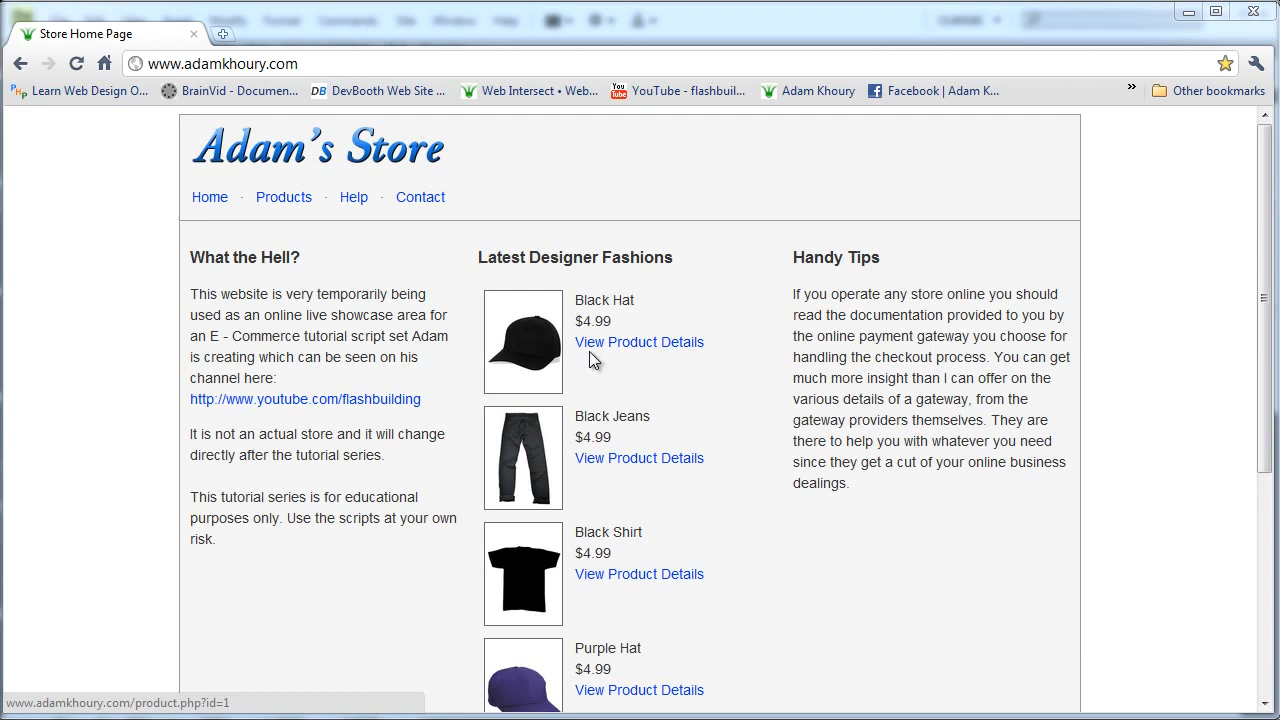 Store Home Page
www.adamkhoury.com
Learn Web Design O...
BrainVid - Documen...
DB DevBooth Web Site ...
Web Intersect • Web...
You Tube YouTube - flashbuil...
Adam Khoury
Facebook | Adam K...
»
Other bookmarks
Adam's Store
Home · Products · Help · Contact
What the Hell?
This website is very temporarily being
used as an online live showcase area for
an E - Commerce tutorial script set Adam
is creating which can be seen on his
channel here:
http://www.youtube.com/flashbuilding
It is not an actual store and it will change
directly after the tutorial series.
This tutorial series is for educational
purposes only. Use the scripts at your own
risk.
Latest Designer Fashions
Black Hat
$4.99
View Product Details
Black Jeans
$4.99
View Product Details
Black Shirt
$4.99
View Product Details
Purple Hat
$4.99
View Product Details
Handy Tips
If you operate any store online you should
read the documentation provided to you by
the online payment gateway you choose for
handling the checkout process. You can get
much more insight than I can offer on the
various details of a gateway, from the
gateway providers themselves. They are
there to help you with whatever you need
since they get a cut of your online business
dealings.
www.adamkhoury.com/product.php?id=1